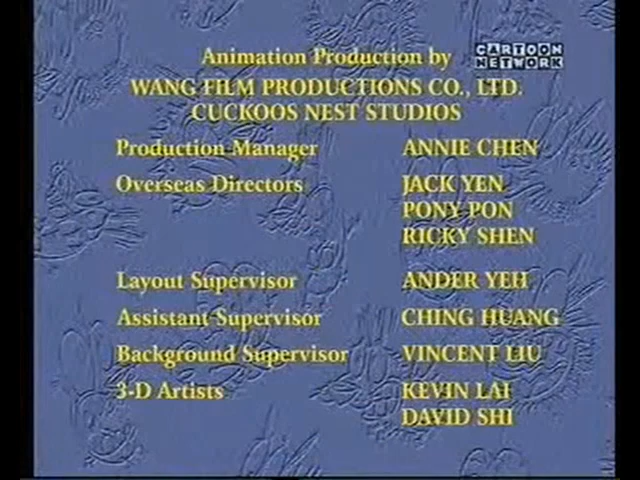 Animation Production by
CARTOON
NETWORK
WANG FILM PRODUCTIONS CO., LTD.
CUCKOOS NEST STUDIOS
Production Manager ANNIE CHEN
Overseas Directors JACK YEN
PONY PON
RICKY SHEN
Layout Supervisor ANDER YEH
Assistant Supervisor CHING HUANG
Background Supervisor VINCENT LIU
3-D Artists KEVIN LAI
DAVID SHI